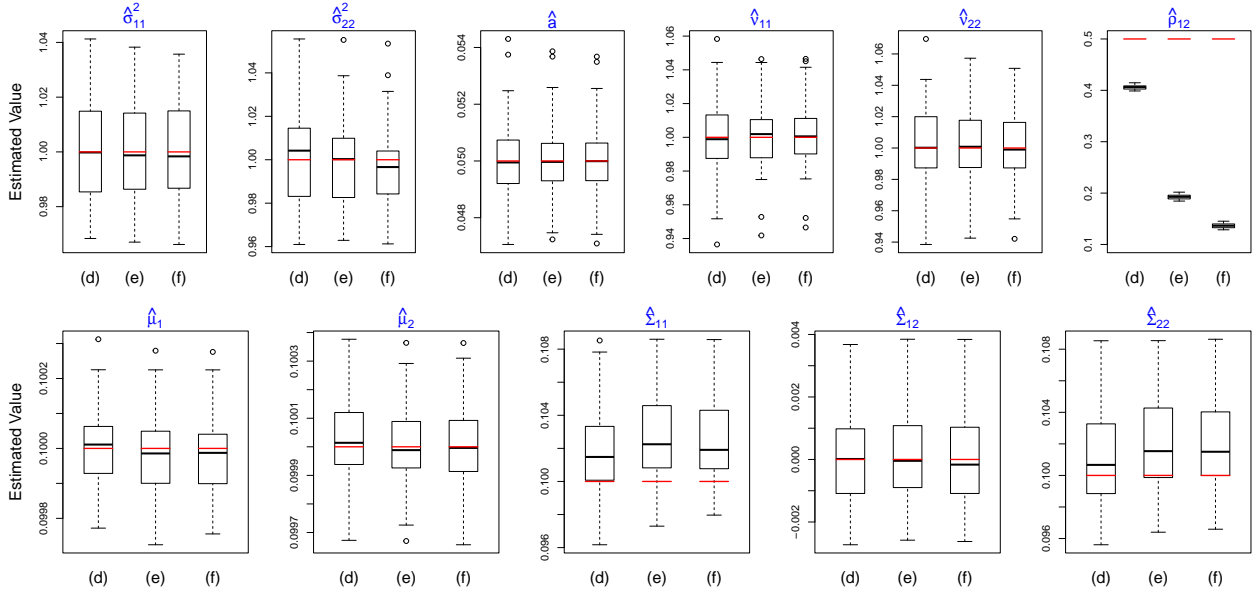 σ̂²₁₁ σ̂²₂₂ â ν̂₁₁ ν̂₂₂ ρ̂₁₂
Estimated Value
0.98 1.00 1.02 1.04
0.96 0.98 1.00 1.02 1.04
0.048 0.050 0.052 0.054
0.94 0.96 0.98 1.00 1.02 1.04 1.06
0.94 0.96 0.98 1.00 1.02 1.04 1.06
0.1 0.2 0.3 0.4 0.5
(d) (e) (f) (d) (e) (f) (d) (e) (f) (d) (e) (f) (d) (e) (f) (d) (e) (f)
μ̂₁ μ̂₂ Σ̂₁₁ Σ̂₁₂ Σ̂₂₂
Estimated Value
0.0998 0.1000 0.1002
0.0997 0.0999 0.1001 0.1003
0.096 0.100 0.104 0.108
−0.002 0.000 0.002 0.004
0.096 0.100 0.104 0.108
(d) (e) (f) (d) (e) (f) (d) (e) (f) (d) (e) (f) (d) (e) (f)